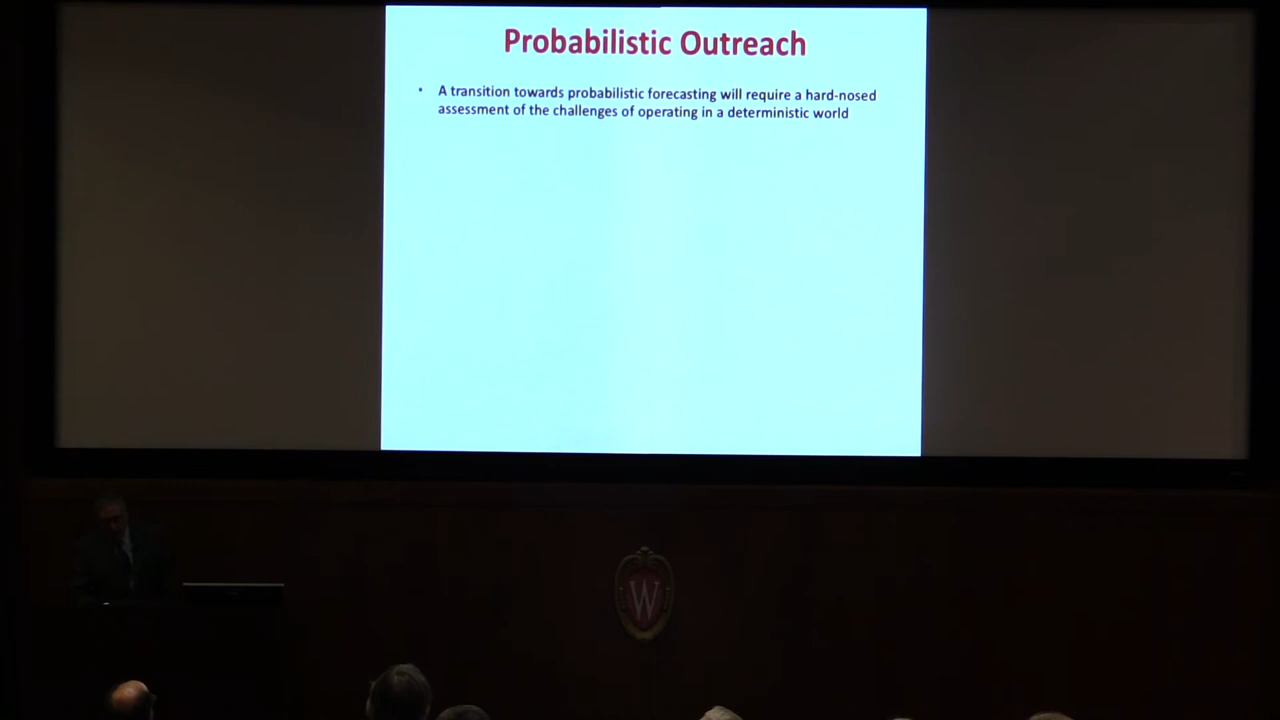 Probabilistic Outreach
• A transition towards probabilistic forecasting will require a hard-nosed
assessment of the challenges of operating in a deterministic world
W